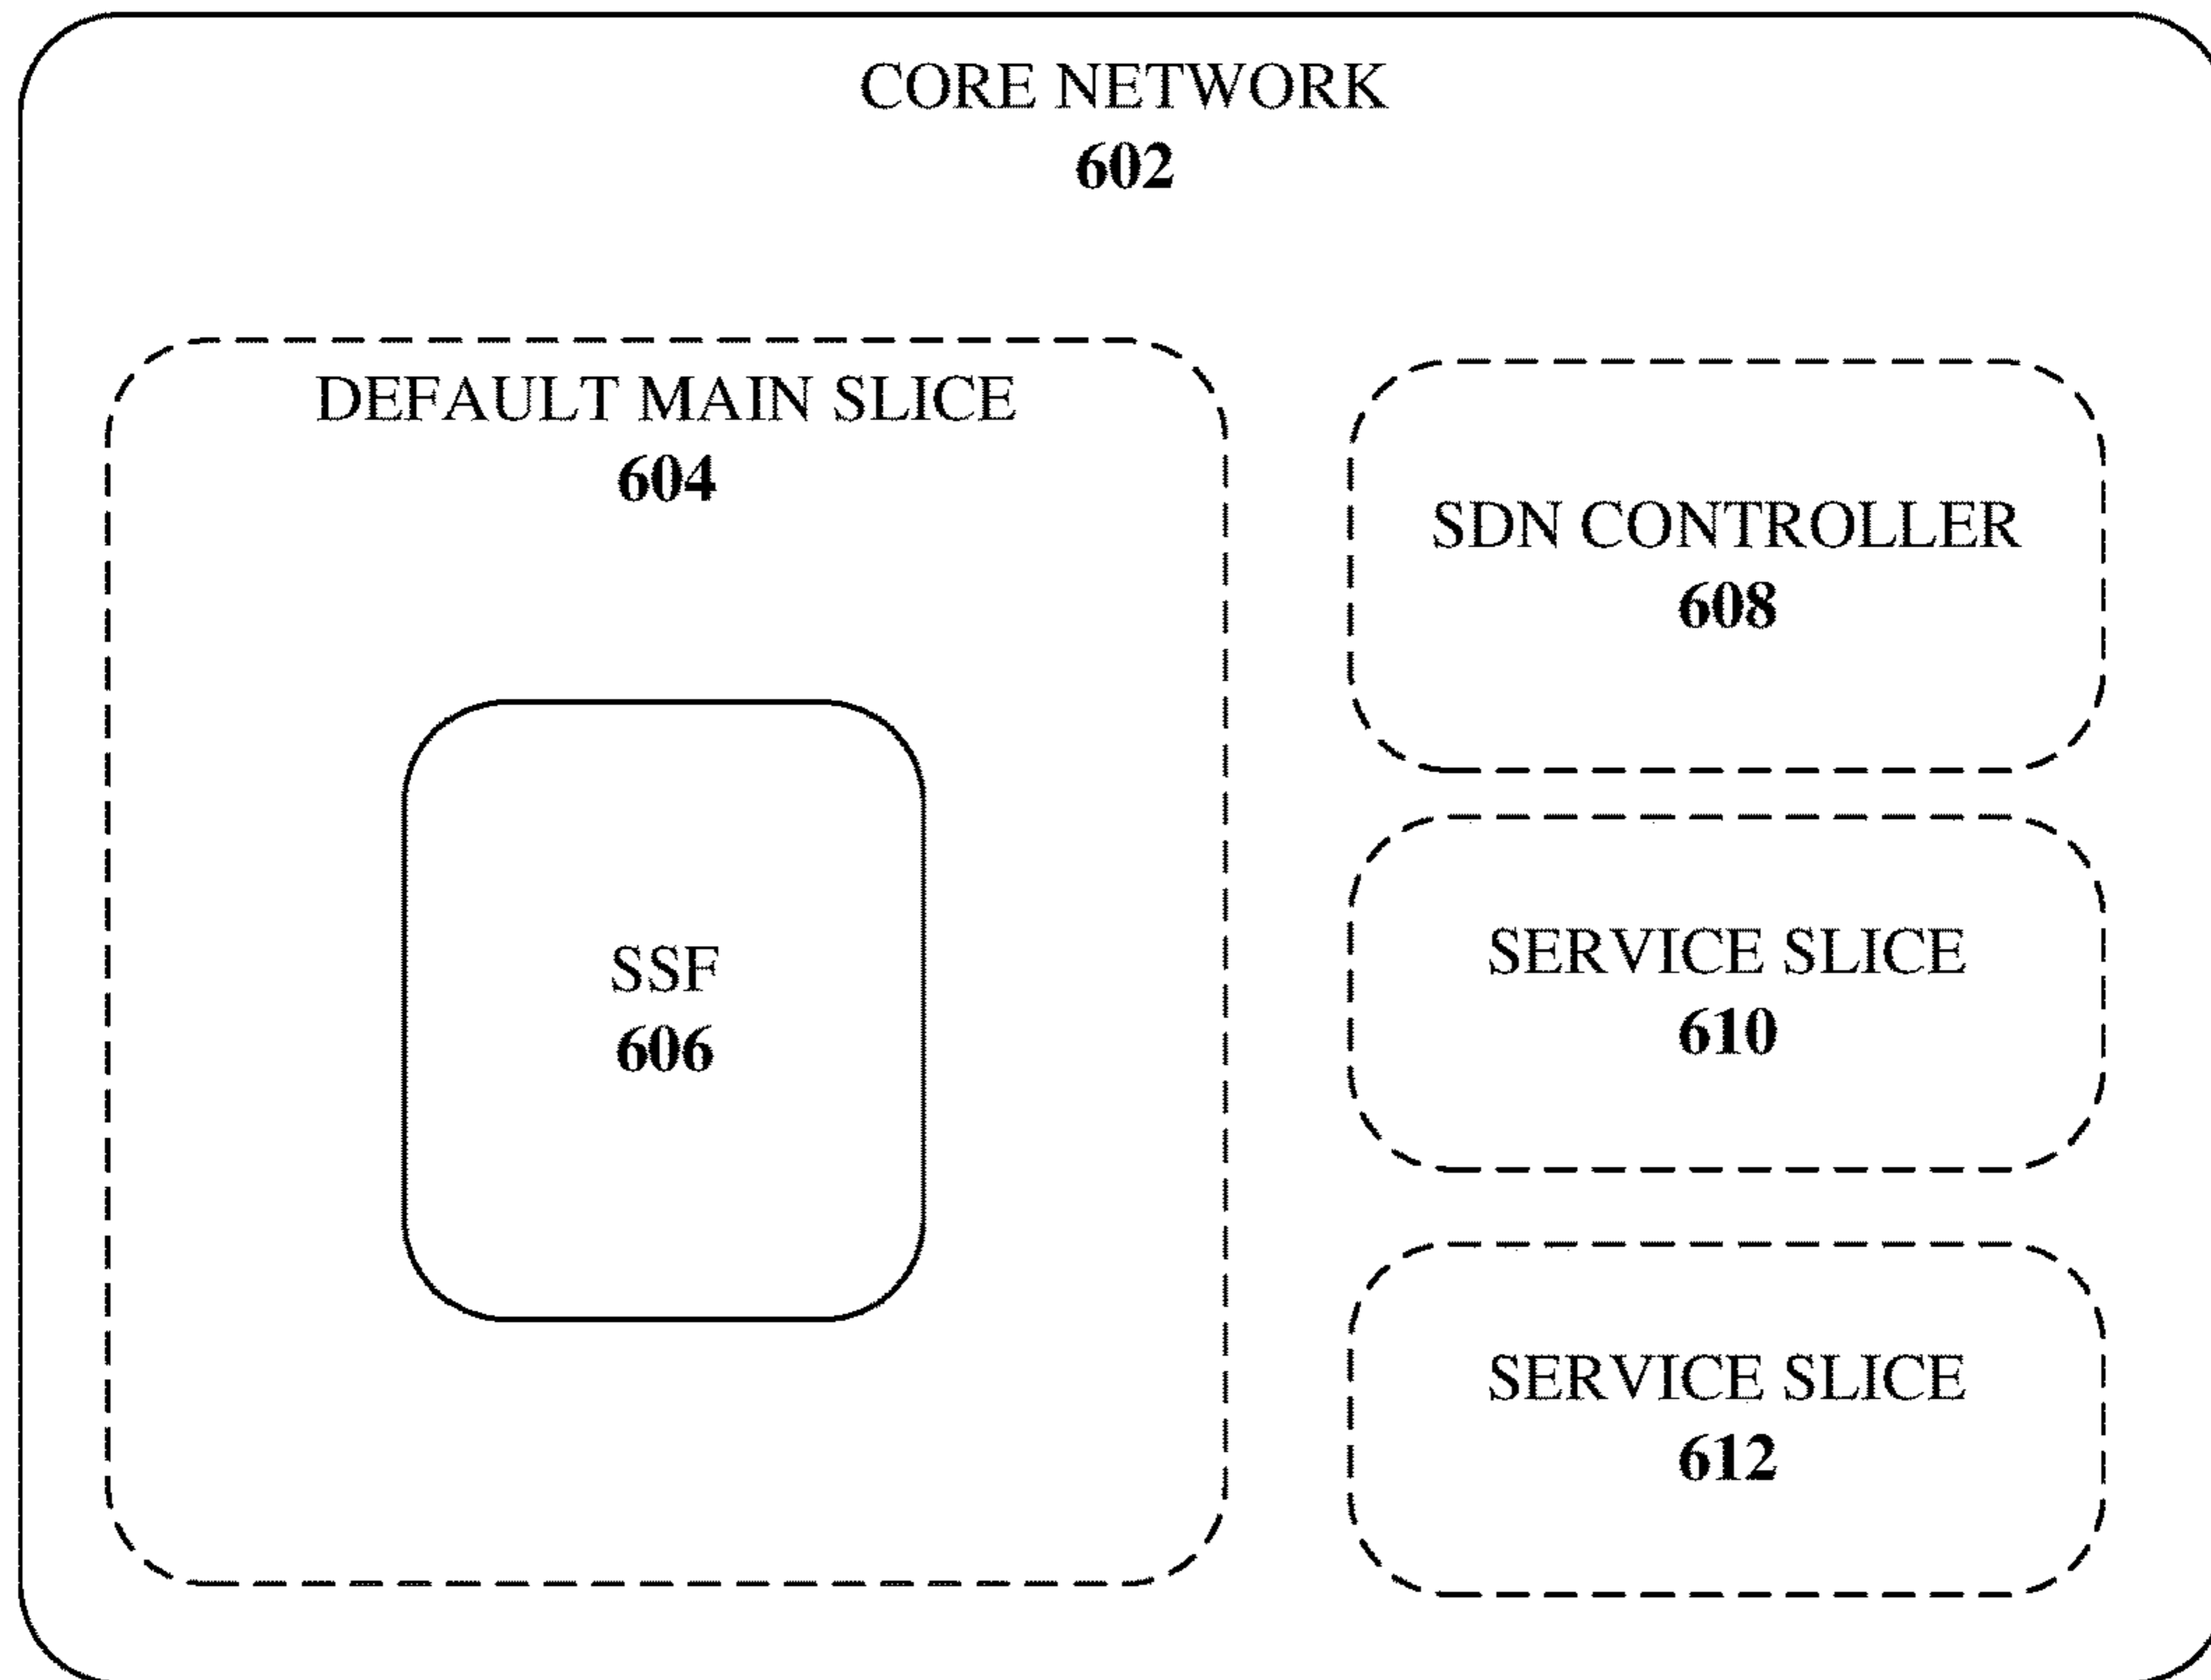 CORE NETWORK
602
DEFAULT MAIN SLICE
604
SSF
606
SDN CONTROLLER
608
SERVICE SLICE
610
SERVICE SLICE
612